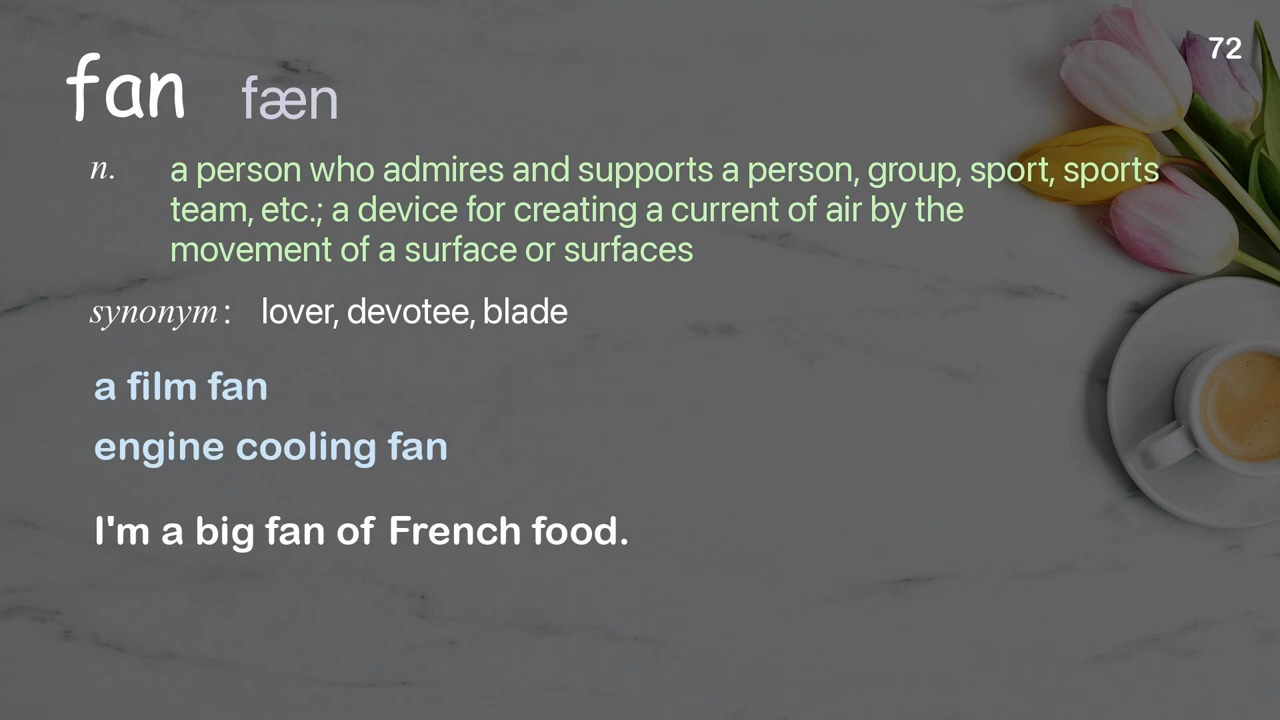 72
fan fæn
n. a person who admires and supports a person, group, sport, sports
team, etc.; a device for creating a current of air by the
movement of a surface or surfaces
synonym: lover, devotee, blade
a film fan
engine cooling fan
I'm a big fan of French food.